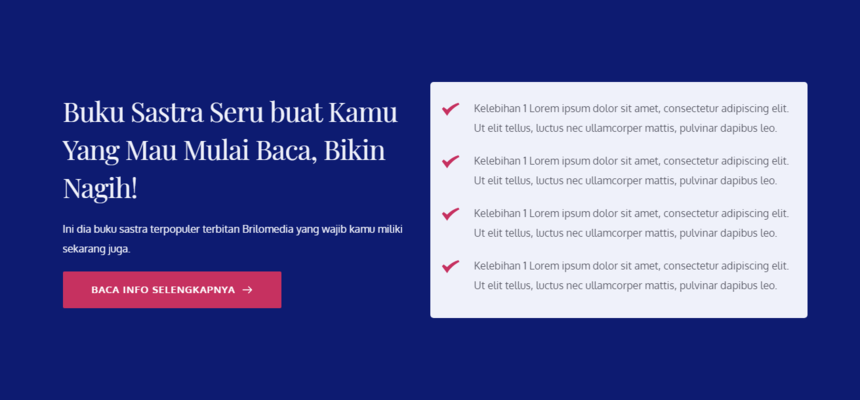 Buku Sastra Seru buat Kamu
Yang Mau Mulai Baca, Bikin
Nagih!
Ini dia buku sastra terpopuler terbitan Brilomedia yang wajib kamu miliki
sekarang juga.
BACA INFO SELENGKAPNYA →
Kelebihan 1 Lorem ipsum dolor sit amet, consectetur adipiscing elit.
Ut elit tellus, luctus nec ullamcorper mattis, pulvinar dapibus leo.
Kelebihan 1 Lorem ipsum dolor sit amet, consectetur adipiscing elit.
Ut elit tellus, luctus nec ullamcorper mattis, pulvinar dapibus leo.
Kelebihan 1 Lorem ipsum dolor sit amet, consectetur adipiscing elit.
Ut elit tellus, luctus nec ullamcorper mattis, pulvinar dapibus leo.
Kelebihan 1 Lorem ipsum dolor sit amet, consectetur adipiscing elit.
Ut elit tellus, luctus nec ullamcorper mattis, pulvinar dapibus leo.